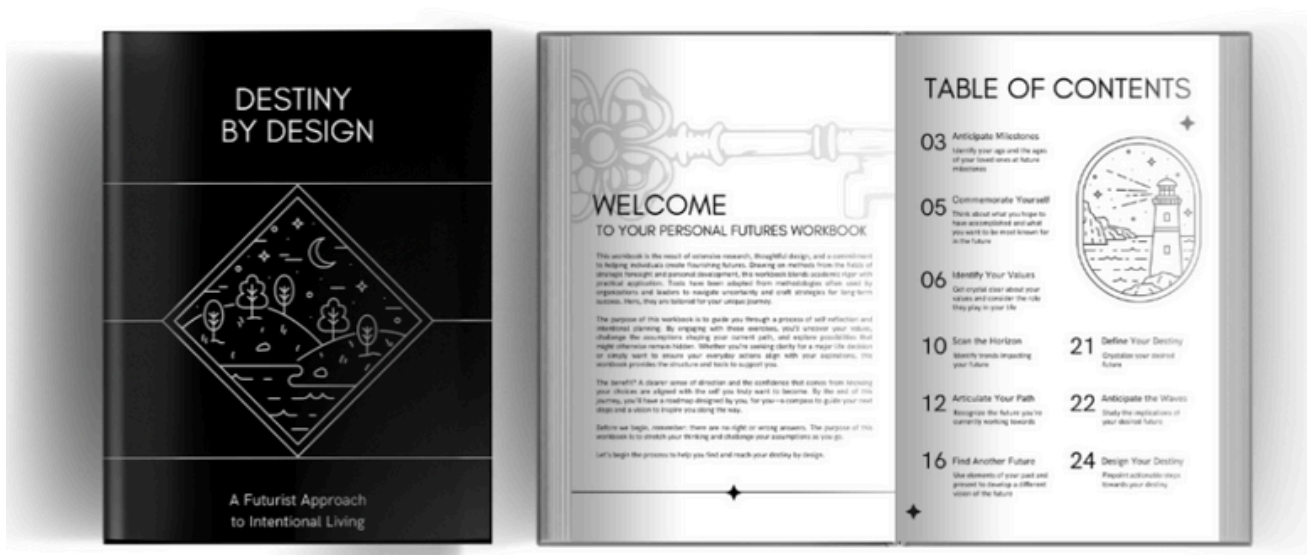 DESTINY
BY DESIGN
A Futurist Approach
to Intentional Living
WELCOME
TO YOUR PERSONAL FUTURES WORKBOOK
This workbook is the result of extensive research, thoughtful design, and a commitment
to helping individuals create flourishing futures. Drawing on methods from the fields of
strategic foresight and personal development, this workbook blends academic rigor with
practical application. Tools have been adapted from methodologies often used by
organizations and leaders to navigate uncertainty and craft strategies for long-term
success. Here, they are tailored for your unique journey.
The purpose of this workbook is to guide you through a process of self-reflection and
intentional planning. By engaging with these exercises, you'll uncover your values,
challenge the assumptions shaping your current path, and explore possibilities that
might otherwise remain hidden. Whether you're seeking clarity for a major life decision
or simply want to ensure your everyday actions align with your aspirations, this
workbook provides the structure and tools to support you.
The benefit? A clearer sense of direction and the confidence that comes from knowing
your choices are aligned with the self you truly want to become. By the end of this
journey, you'll have a roadmap designed by you, for you—a compass to guide your next
steps and a vision to inspire you along the way.
Before we begin, remember: there are no right or wrong answers. The purpose of this
workbook is to stretch your thinking and challenge your assumptions as you go.
Let's begin the process to help you find and reach your destiny by design.
TABLE OF CONTENTS
03 Anticipate Milestones
Identify your age and the ages
of your loved ones at future
milestones
05 Commemorate Yourself
Think about what you hope to
have accomplished and what
you want to be most known for
in the future
06 Identify Your Values
Get crystal clear about your
values and consider the role
they play in your life
10 Scan the Horizon
Identify trends impacting
your future
12 Articulate Your Path
Recognize the future you're
currently working towards
16 Find Another Future
Use elements of your past and
present to develop a different
vision of the future
21 Define Your Destiny
Crystalize your desired
future
22 Anticipate the Waves
Study the implications of
your desired future
24 Design Your Destiny
Pinpoint actionable steps
towards your destiny